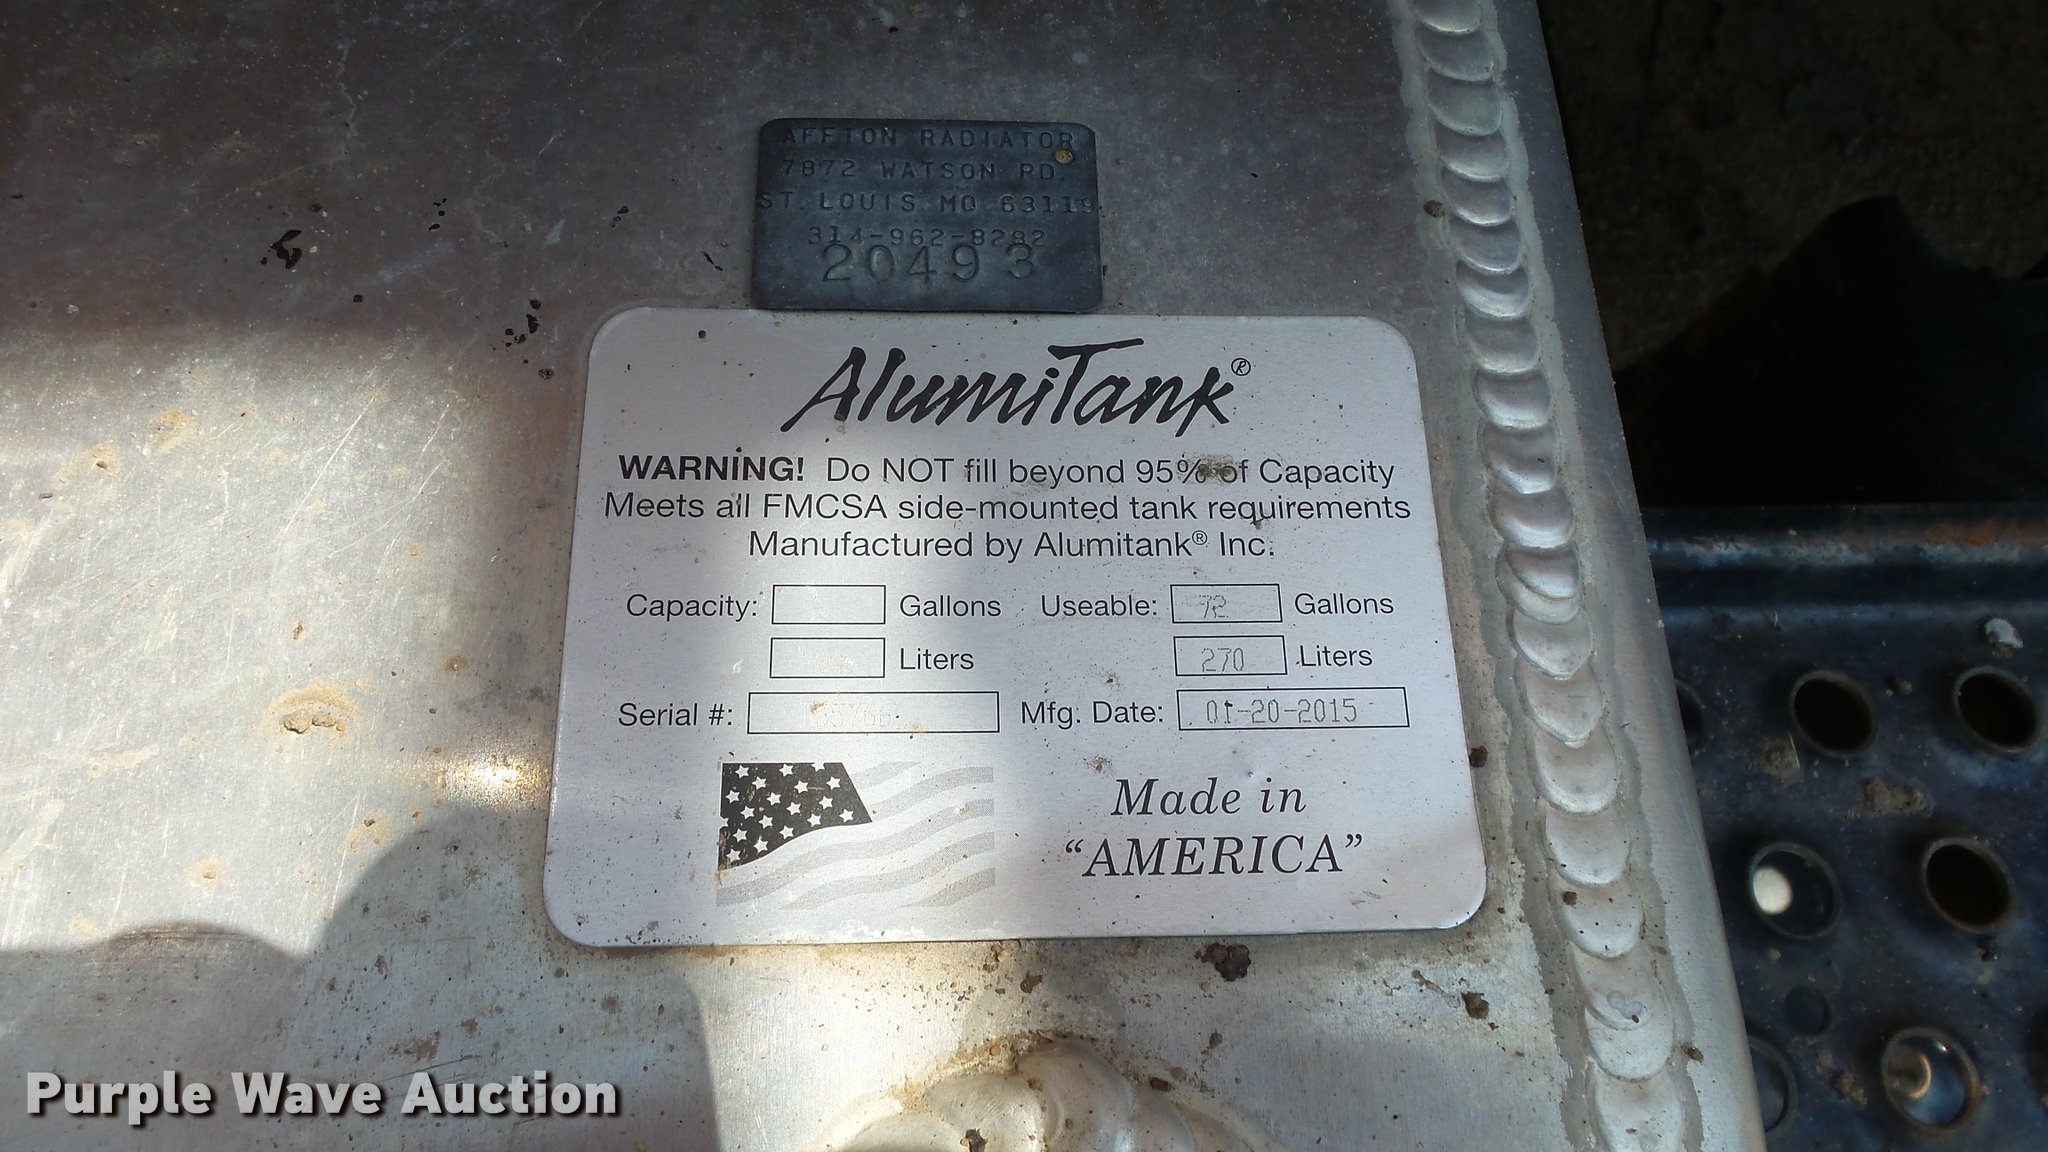 AFFTON RADIATOR
7872 WATSON RD.
ST. LOUIS MO 63119
314-962-8282
20493
AlumiTank®
WARNING! Do NOT fill beyond 95% of Capacity
Meets all FMCSA side-mounted tank requirements
Manufactured by Alumitank® Inc.
Capacity: Gallons Useable: 72 Gallons
Liters 270 Liters
Serial #: Mfg. Date: 01-20-2015
Made in
"AMERICA"
Purple Wave Auction